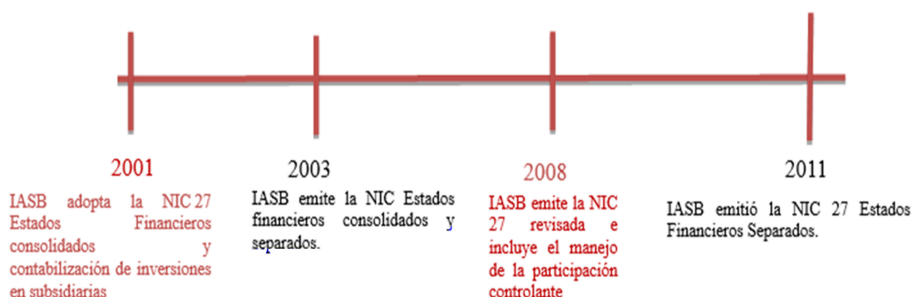 2001
IASB adopta la NIC 27
Estados Financieros
consolidados y
contabilización de inversiones
en subsidiarias
2003
IASB emite la NIC Estados
financieros consolidados y
separados.
2008
IASB emite la NIC
27 revisada e
incluye el manejo
de la participación
controlante
2011
IASB emitió la NIC 27 Estados
Financieros Separados.